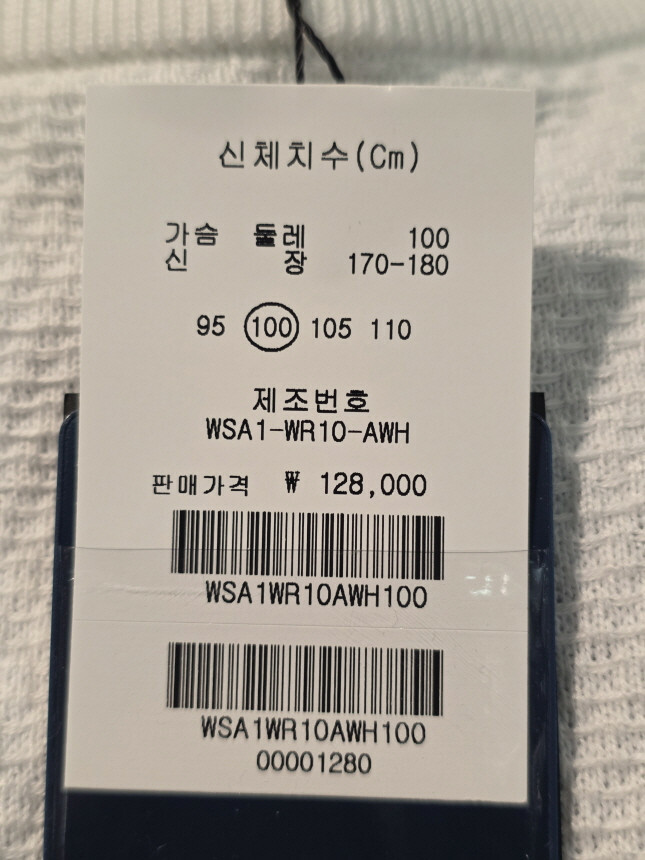 신체치수(Cm)
가슴 둘레 100
신 장 170-180
95 100 105 110
제조번호
WSA1-WR10-AWH
판매가격 ₩ 128,000
WSA1WR10AWH100
WSA1WR10AWH100
00001280